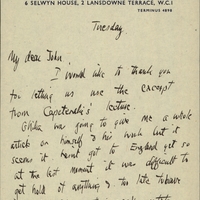 6 SELWYN HOUSE, 2 LANSDOWNE TERRACE, W.C.1
TERMINUS 4898
Tuesday
My dear John,
I would like to thank you
for letting us use the excerpt
from Capetanakis's lecture.
Ghika was going to give me a whole
article on himself & his work but it
seems it hasn't got to England yet so
at the last moment it was difficult to
get hold of anything & too late to have